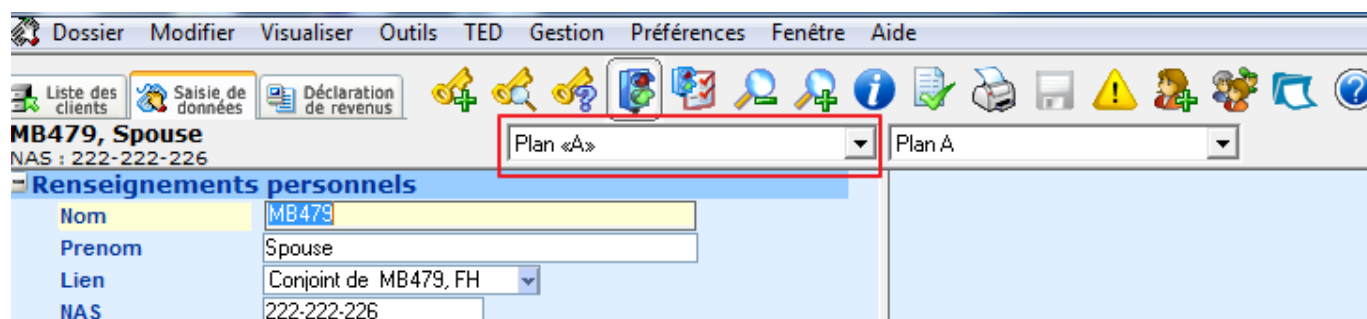 Dossier Modifier Visualiser Outils TED Gestion Préférences Fenêtre Aide
Liste des clients Saisie de données Déclaration de revenus
MB479, Spouse
NAS : 222-222-226
Plan «A» Plan A
Renseignements personnels
Nom MB479
Prenom Spouse
Lien Conjoint de MB479, FH
NAS 222-222-226